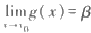 lim g(x) = β
x→x₀